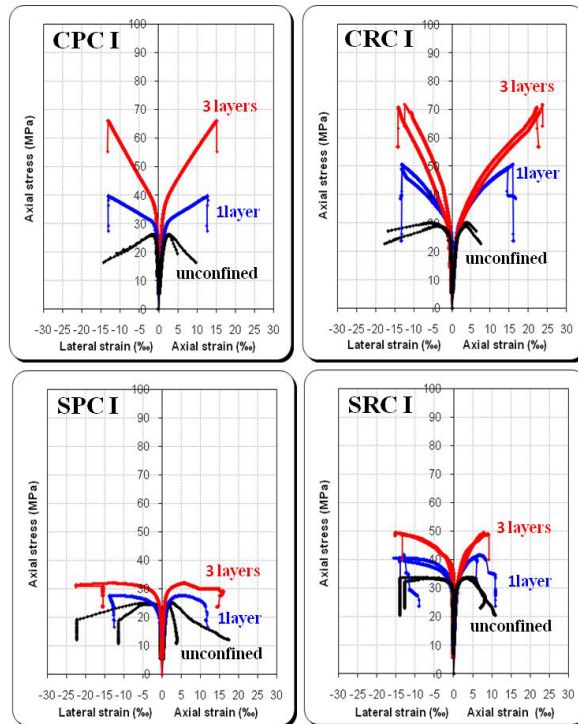 CPC I
100
90
80
70
60
50
40
30
20
10
0
Axial stress (MPa)
3 layers
1layer
unconfined
-30 -25 -20 -15 -10 -5 0 5 10 15 20 25 30
Lateral strain (‰) Axial strain (‰)
CRC I
100
90
80
70
60
50
40
30
20
10
0
Axial stress (MPa)
3 layers
1layer
unconfined
-30 -25 -20 -15 -10 -5 0 5 10 15 20 25 30
Lateral strain (‰) Axial strain (‰)
SPC I
100
90
80
70
60
50
40
30
20
10
0
Axial stress (MPa)
3 layers
1layer
unconfined
-30 -25 -20 -15 -10 -5 0 5 10 15 20 25 30
Lateral strain (‰) Axial strain (‰)
SRC I
100
90
80
70
60
50
40
30
20
10
0
Axial stress (MPa)
3 layers
1layer
unconfined
-30 -25 -20 -15 -10 -5 0 5 10 15 20 25 30
Lateral strain (‰) Axial strain (‰)